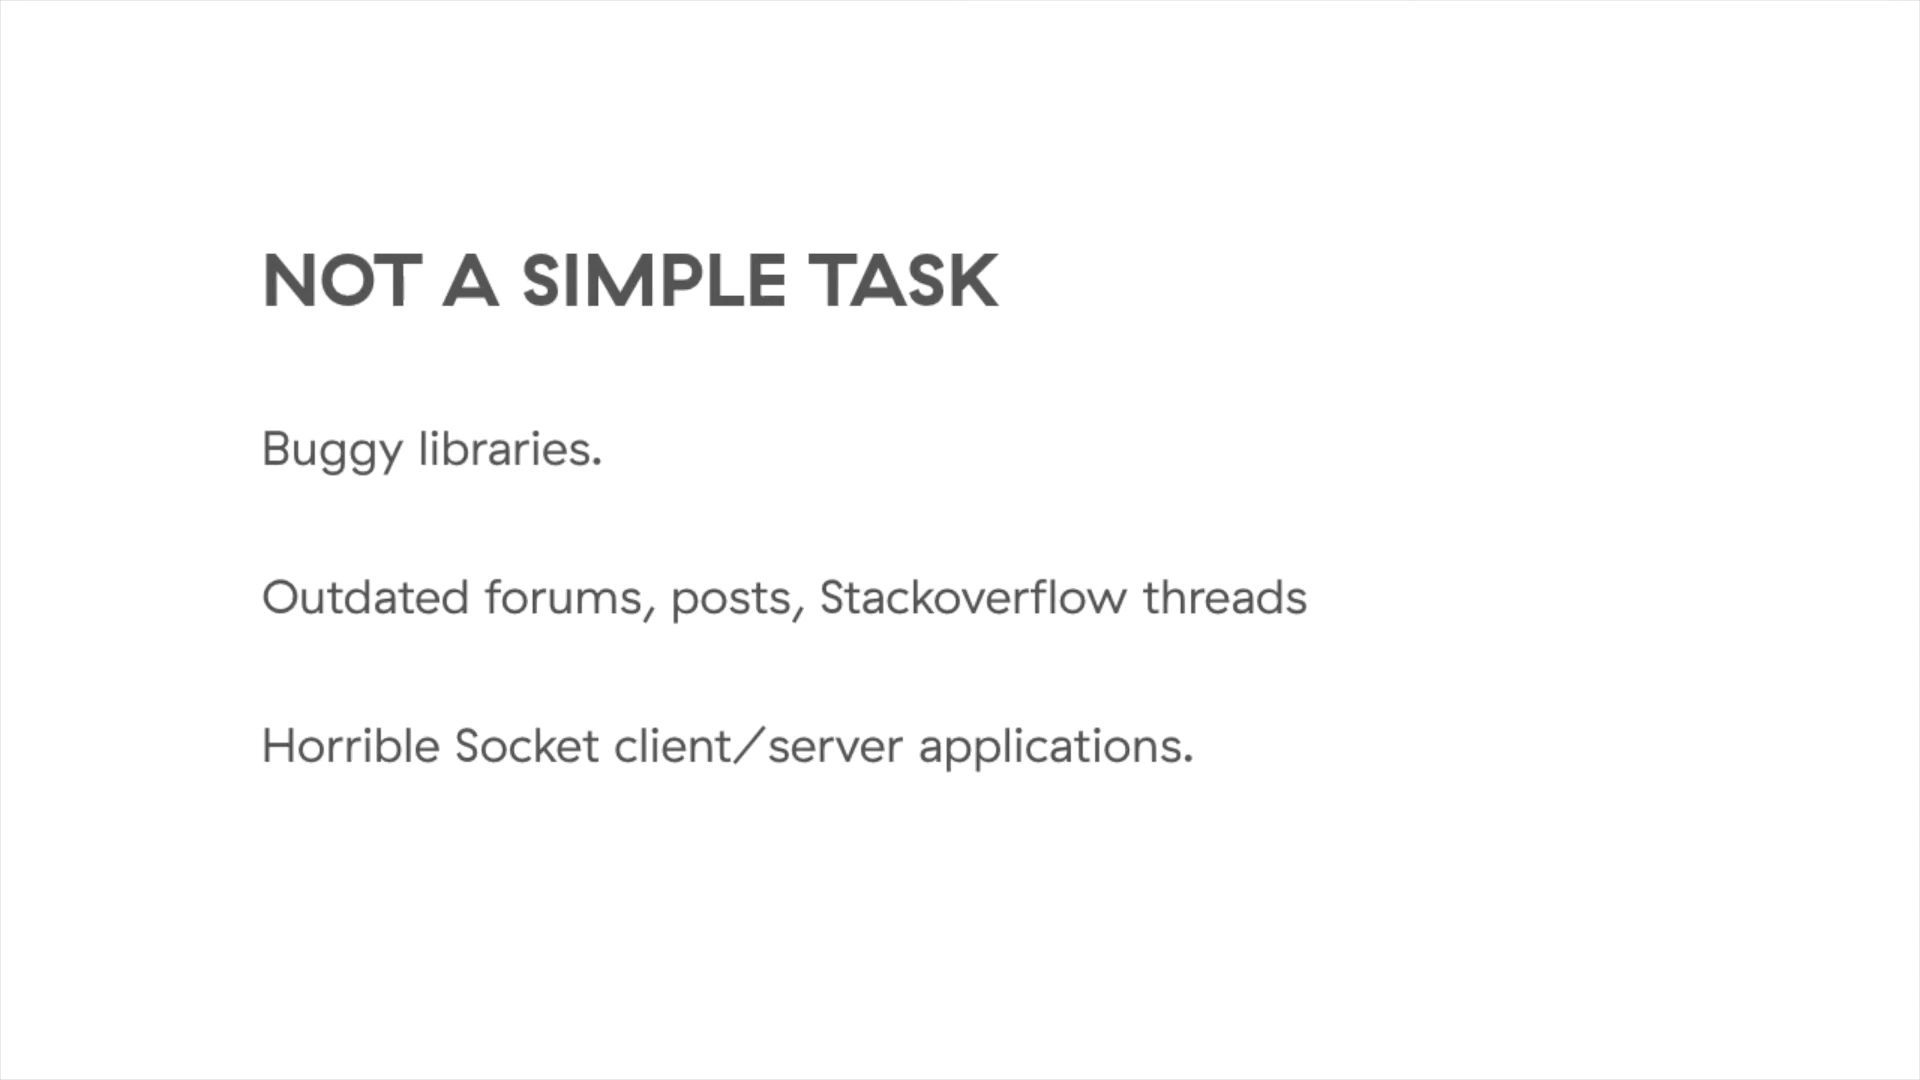 NOT A SIMPLE TASK
Buggy libraries.
Outdated forums, posts, Stackoverflow threads
Horrible Socket client/server applications.